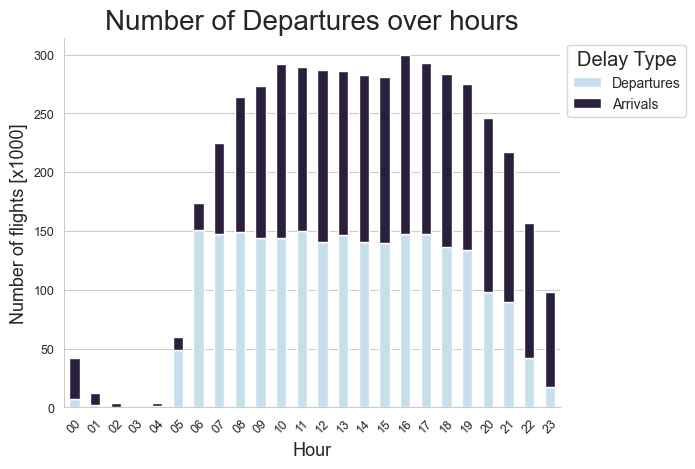 Number of Departures over hours
Number of flights [x1000]
300
250
200
150
100
50
0
00 01 02 03 04 05 06 07 08 09 10 11 12 13 14 15 16 17 18 19 20 21 22 23
Hour
Delay Type
Departures
Arrivals